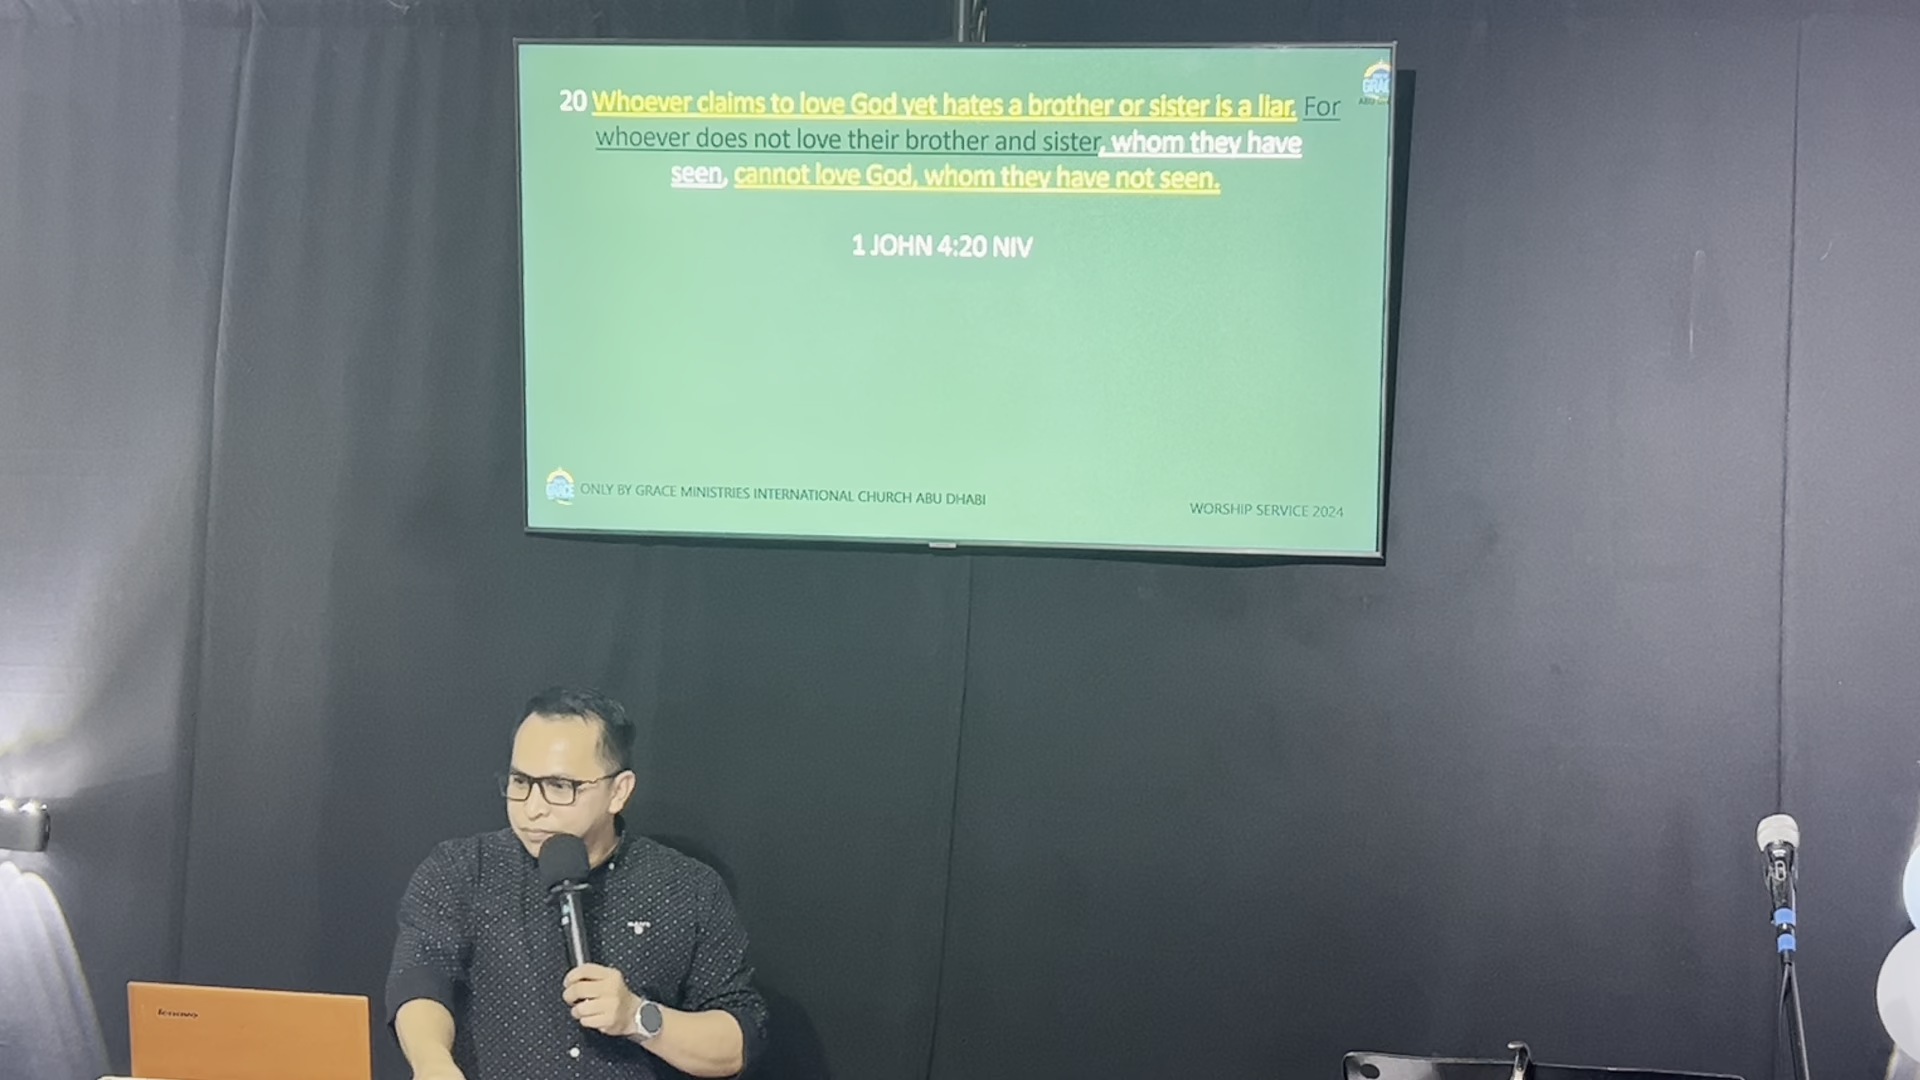 20 Whoever claims to love God yet hates a brother or sister is a liar. For
whoever does not love their brother and sister, whom they have
seen, cannot love God, whom they have not seen.
1 JOHN 4:20 NIV
ONLY BY GRACE MINISTRIES INTERNATIONAL CHURCH ABU DHABI
WORSHIP SERVICE 2024
lenovo